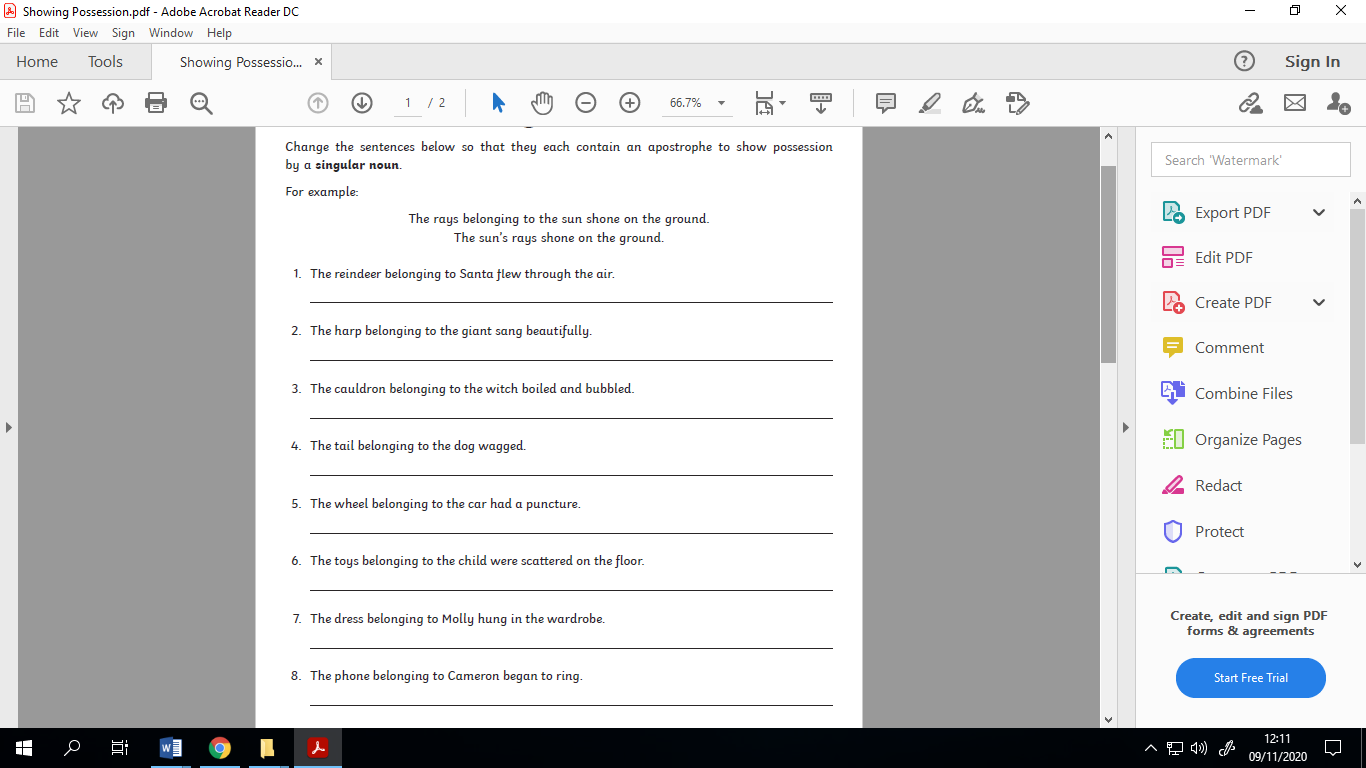 Showing Possession.pdf - Adobe Acrobat Reader DC
File Edit View Sign Window Help
Home Tools Showing Possessio... × ? Sign In
1 / 2 66.7%
Change the sentences below so that they each contain an apostrophe to show possession
by a singular noun.
For example:
The rays belonging to the sun shone on the ground.
The sun's rays shone on the ground.
1. The reindeer belonging to Santa flew through the air.
2. The harp belonging to the giant sang beautifully.
3. The cauldron belonging to the witch boiled and bubbled.
4. The tail belonging to the dog wagged.
5. The wheel belonging to the car had a puncture.
6. The toys belonging to the child were scattered on the floor.
7. The dress belonging to Molly hung in the wardrobe.
8. The phone belonging to Cameron began to ring.
Search 'Watermark'
Export PDF
Edit PDF
Create PDF
Comment
Combine Files
Organize Pages
Redact
Protect
Create, edit and sign PDF
forms & agreements
Start Free Trial
12:11
09/11/2020